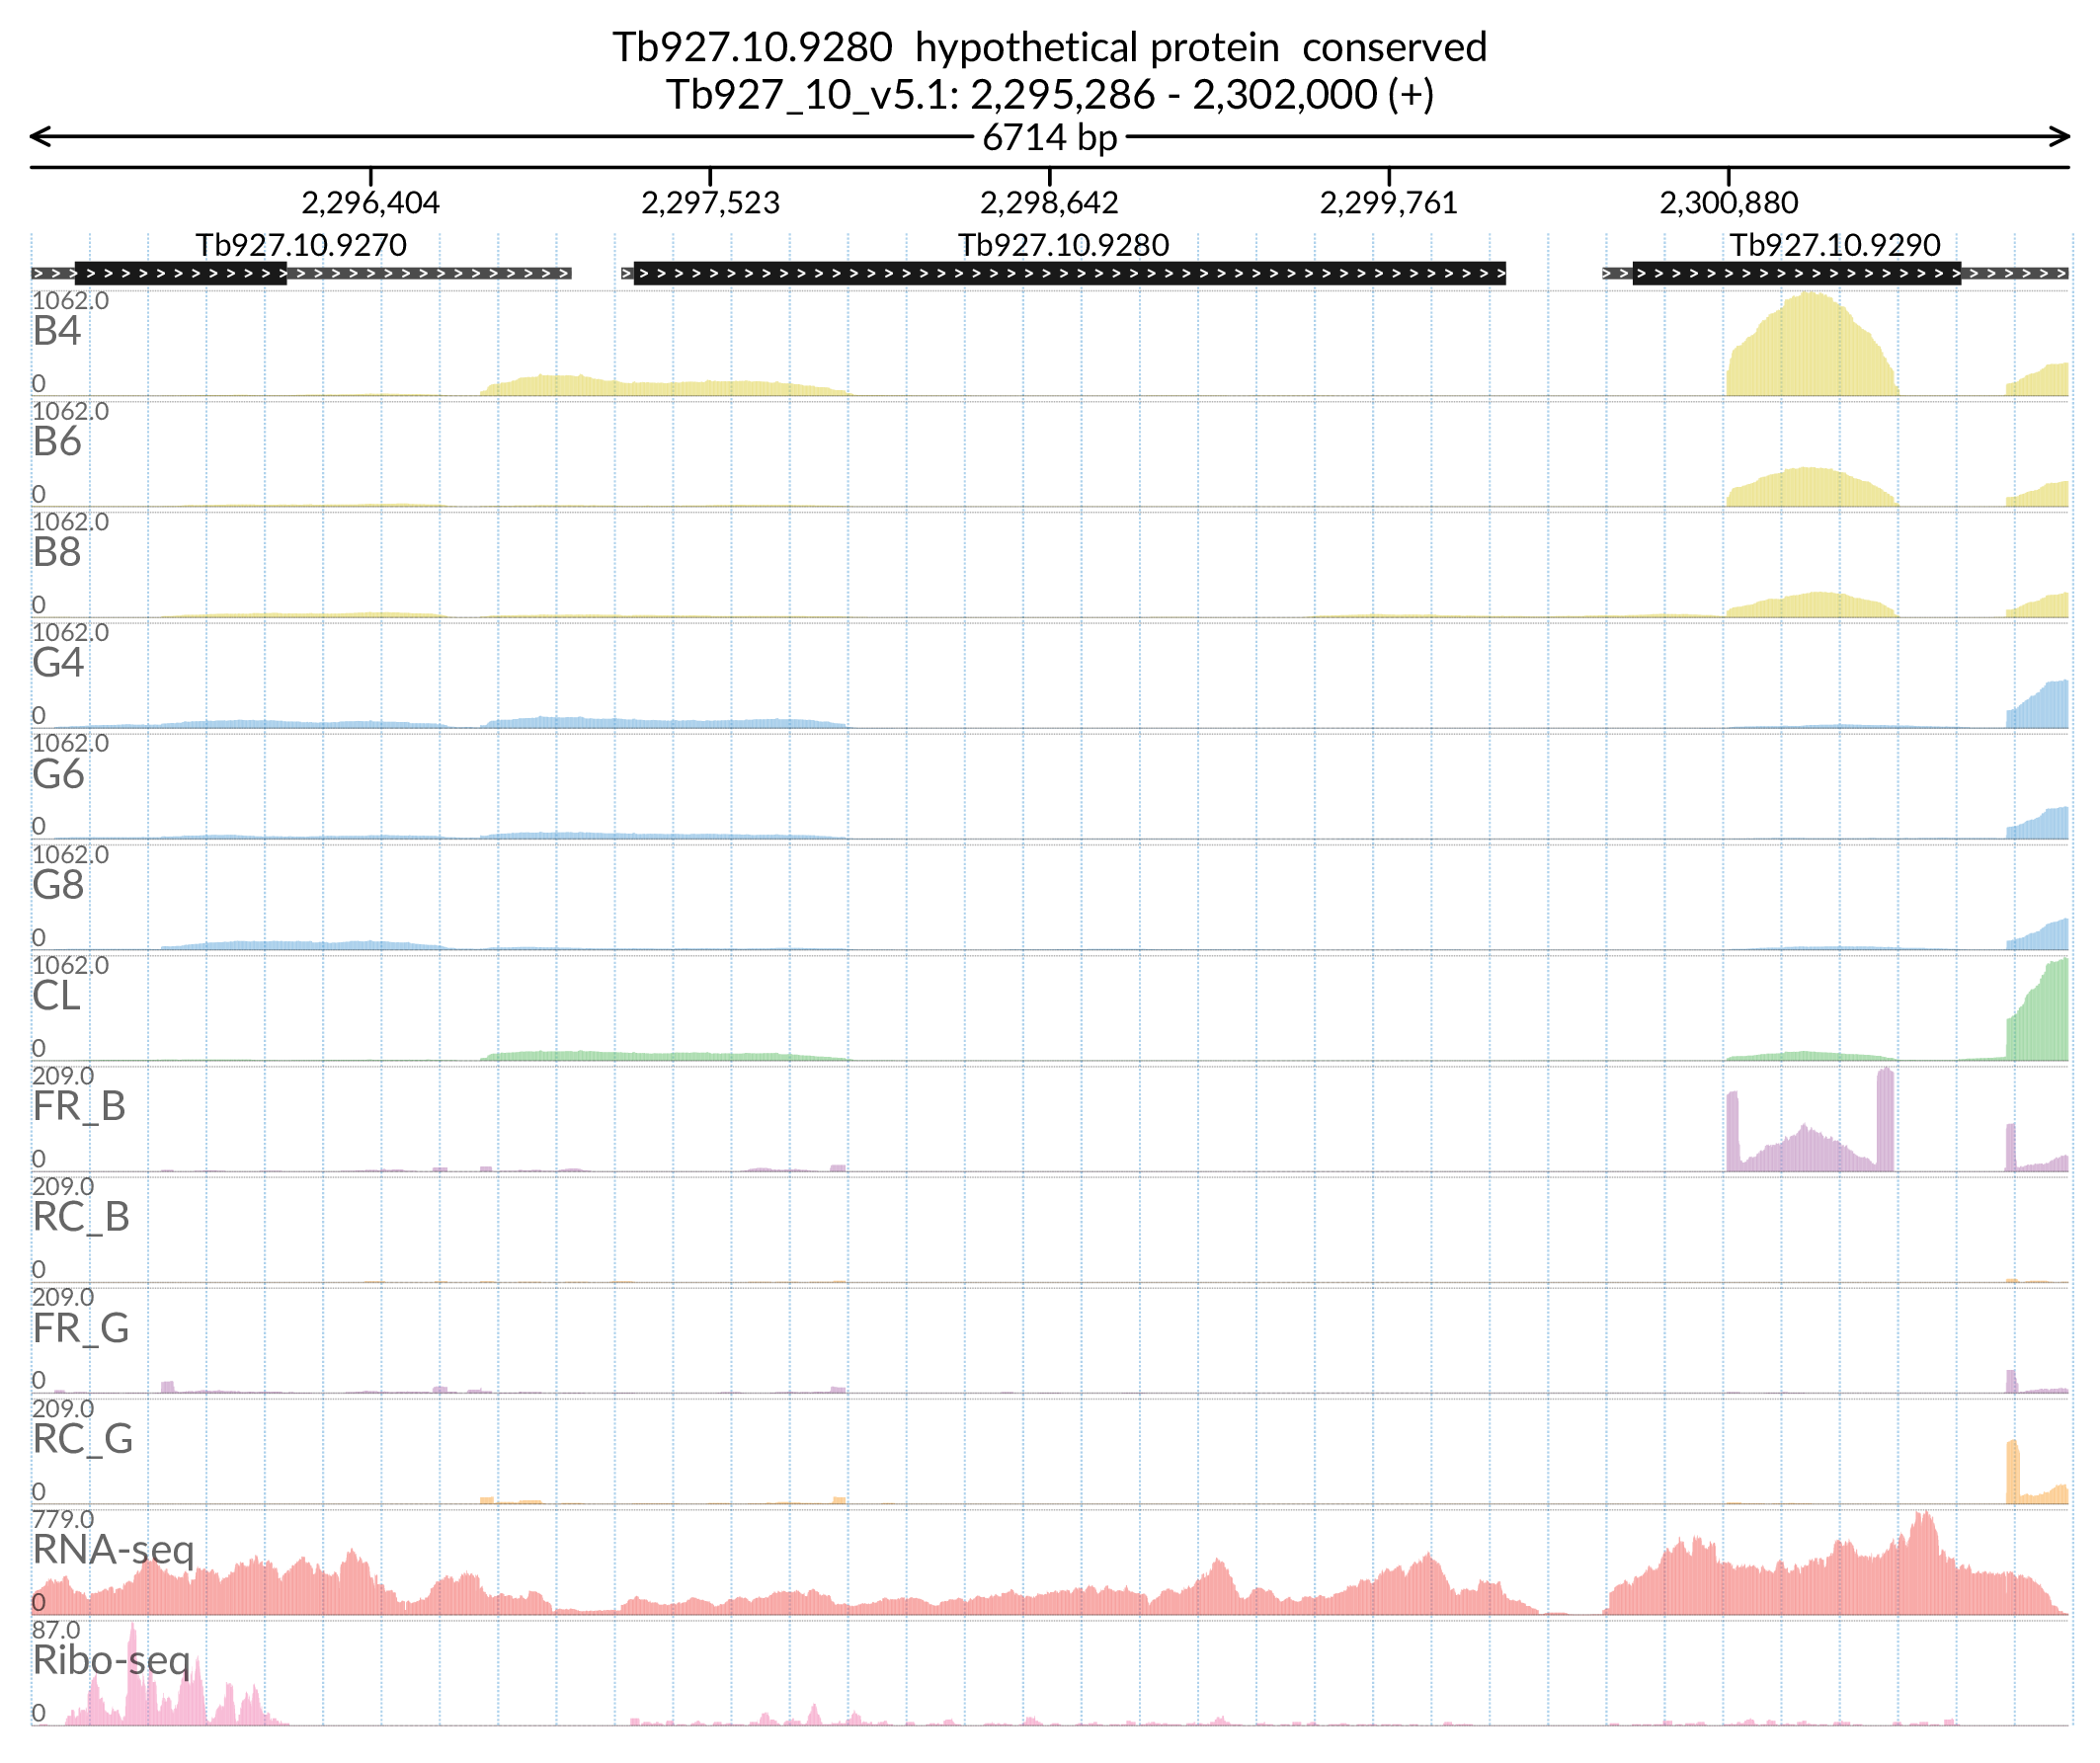 Tb927.10.9280  hypothetical protein  conserved
Tb927_10_v5.1: 2,295,286 - 2,302,000 (+)
6714 bp
2,296,404 2,297,523 2,298,642 2,299,761 2,300,880
Tb927.10.9270 Tb927.10.9280 Tb927.10.9290
1062.0
B4
0
1062.0
B6
0
1062.0
B8
0
1062.0
G4
0
1062.0
G6
0
1062.0
G8
0
1062.0
CL
0
209.0
FR_B
0
209.0
RC_B
0
209.0
FR_G
0
209.0
RC_G
0
779.0
RNA-seq
0
87.0
Ribo-seq
0